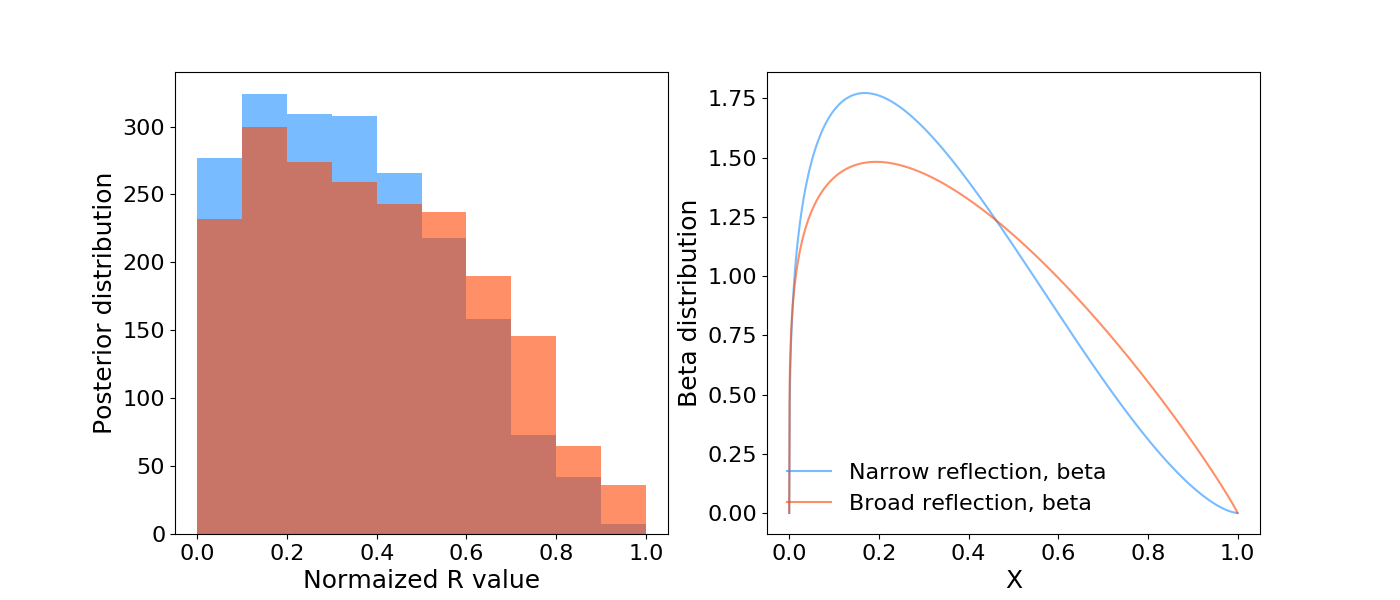 Posterior distribution
300
250
200
150
100
50
0
0.0 0.2 0.4 0.6 0.8 1.0
Normaized R value
Beta distribution
1.75
1.50
1.25
1.00
0.75
0.50
0.25
0.00
Narrow reflection, beta
Broad reflection, beta
0.0 0.2 0.4 0.6 0.8 1.0
X